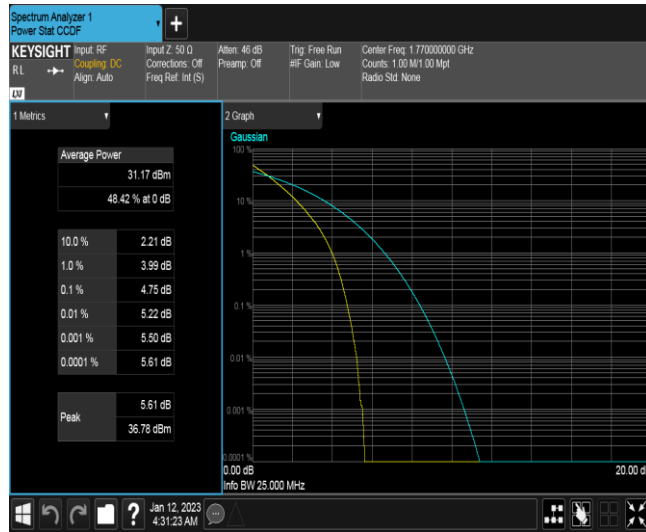 Spectrum Analyzer 1
Power Stat CCDF
+
KEYSIGHT
RL
LXI
Input: RF
Coupling: DC
Align: Auto
Input Z: 50 Ω
Corrections: Off
Freq Ref: Int (S)
Atten: 46 dB
Preamp: Off
Trig: Free Run
#IF Gain: Low
Center Freq: 1.770000000 GHz
Counts: 1.00 M/1.00 Mpt
Radio Std: None
1 Metrics
Average Power
31.17 dBm
48.42 % at 0 dB
10.0 % 2.21 dB
1.0 % 3.99 dB
0.1 % 4.75 dB
0.01 % 5.22 dB
0.001 % 5.50 dB
0.0001 % 5.61 dB
Peak
5.61 dB
36.78 dBm
2 Graph
Gaussian
100 %
10 %
1 %
0.1 %
0.01 %
0.001 %
0.0001 %
0.00 dB
20.00 d
Info BW 25.000 MHz
?
Jan 12, 2023
4:31:23 AM